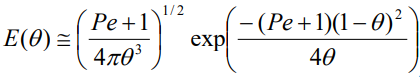 E(θ) ≅ ( (Pe+1) / (4πθ³) )^{1/2} exp( (−(Pe+1)(1−θ)²) / (4θ) )